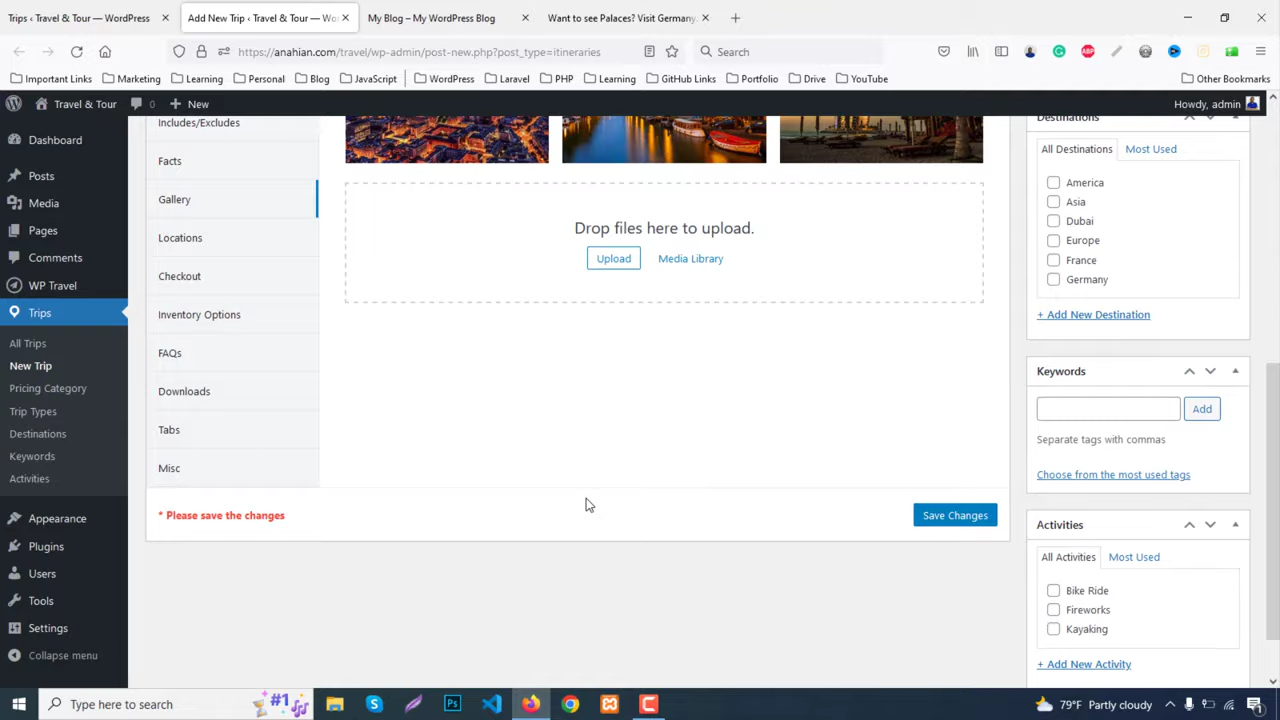 Trips ‹ Travel & Tour — WordPress
Add New Trip ‹ Travel & Tour — Wor
My Blog – My WordPress Blog
Want to see Palaces? Visit Germany.
https://anahian.com/travel/wp-admin/post-new.php?post_type=itineraries
Search
ABP
Important Links
Marketing
Learning
Personal
Blog
JavaScript
WordPress
Laravel
PHP
Learning
GitHub Links
Portfolio
Drive
YouTube
Other Bookmarks
Travel & Tour
0
New
Howdy, admin
Dashboard
Posts
Media
Pages
Comments
WP Travel
Trips
All Trips
New Trip
Pricing Category
Trip Types
Destinations
Keywords
Activities
Appearance
Plugins
Users
Tools
Settings
Collapse menu
Includes/Excludes
Facts
Gallery
Locations
Checkout
Inventory Options
FAQs
Downloads
Tabs
Misc
Drop files here to upload.
Upload
Media Library
* Please save the changes
Save Changes
Destinations
All Destinations
Most Used
America
Asia
Dubai
Europe
France
Germany
+ Add New Destination
Keywords
Add
Separate tags with commas
Choose from the most used tags
Activities
All Activities
Most Used
Bike Ride
Fireworks
Kayaking
+ Add New Activity
Type here to search
#1
Ps
79°F Partly cloudy
1